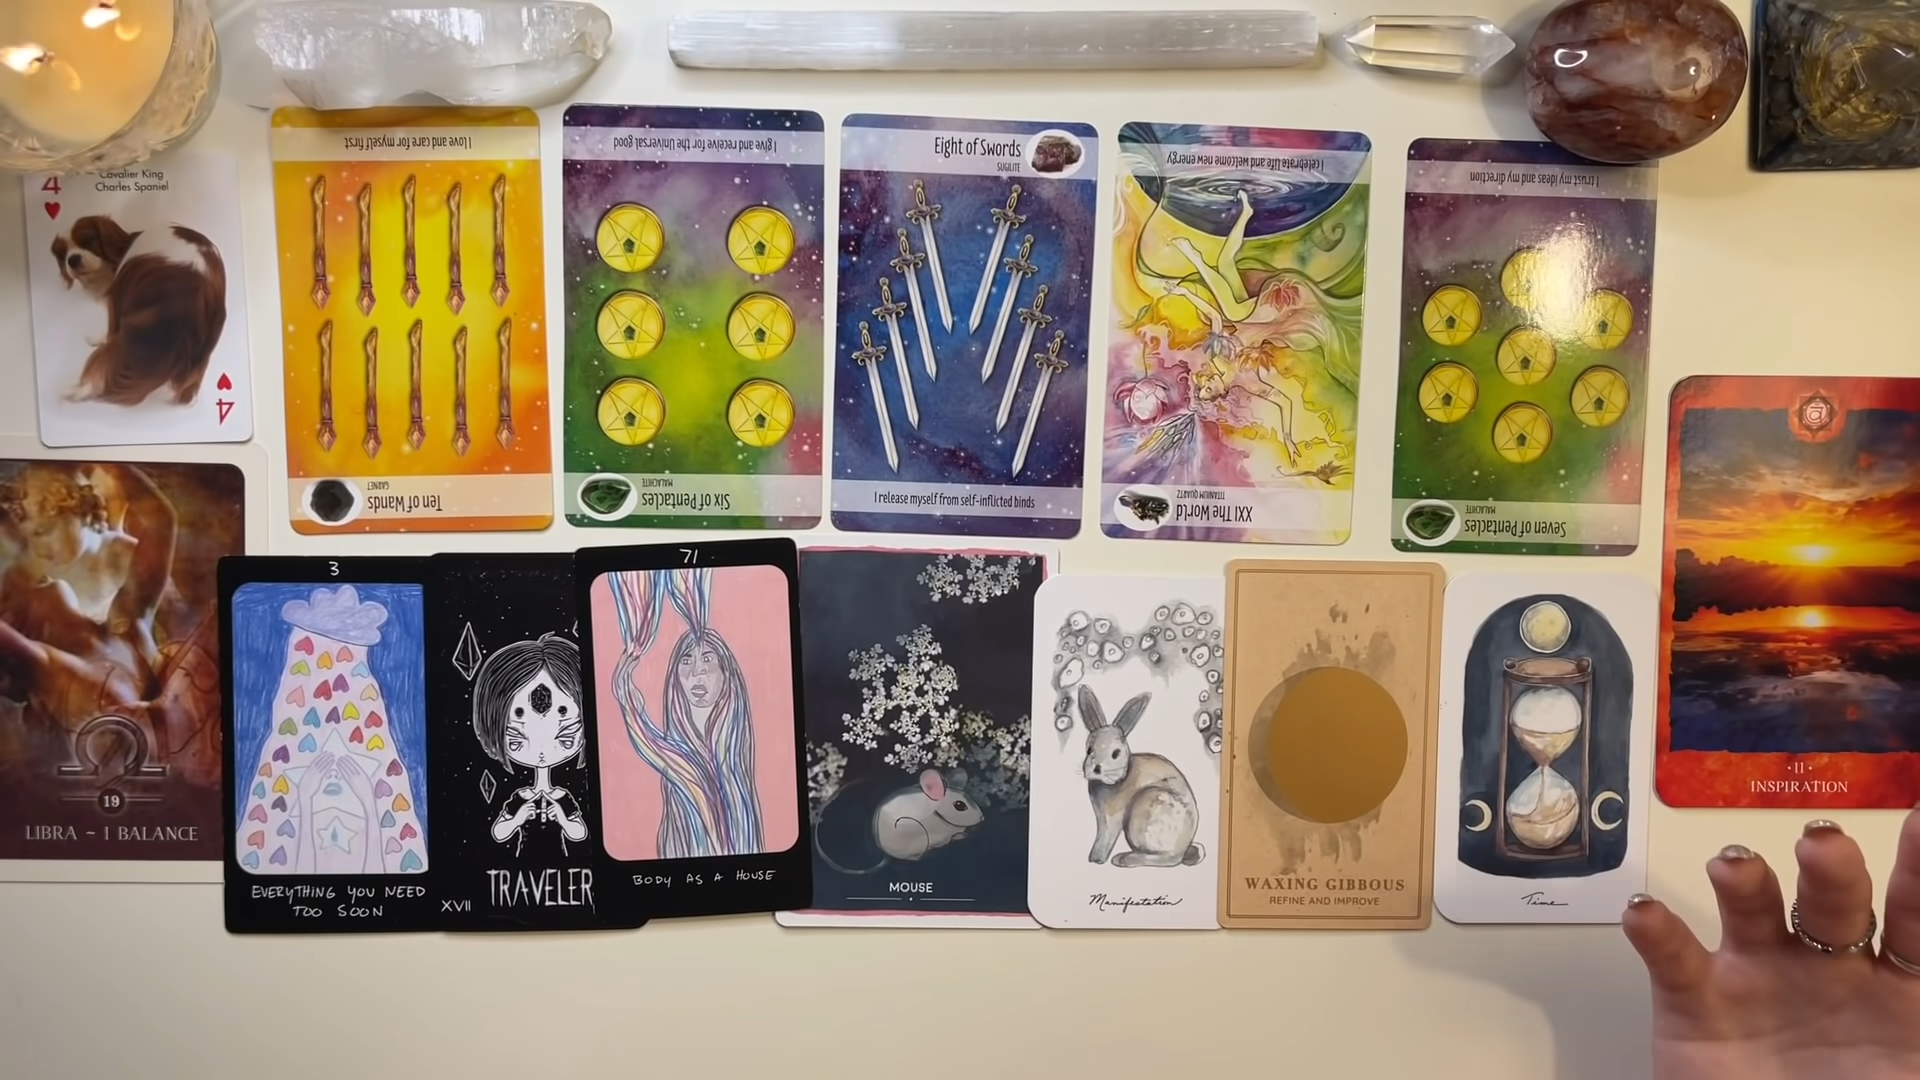 4
Cavalier King
Charles Spaniel
4
I love and care for myself first
Ten of Wands
GARNET
I give and receive for the Universal good
Six of Pentacles
MALACHITE
Eight of Swords
SUGILITE
I release myself from self-inflicted binds
I celebrate life and welcome new energy
XXI The World
TITANIUM QUARTZ
I trust my ideas and my direction
Seven of Pentacles
MALACHITE
19
LIBRA ~ I BALANCE
3
EVERYTHING YOU NEED
TOO SOON
XVII TRAVELER
71
BODY AS A HOUSE
MOUSE
Manifestation
WAXING GIBBOUS
REFINE AND IMPROVE
Time
·11·
INSPIRATION